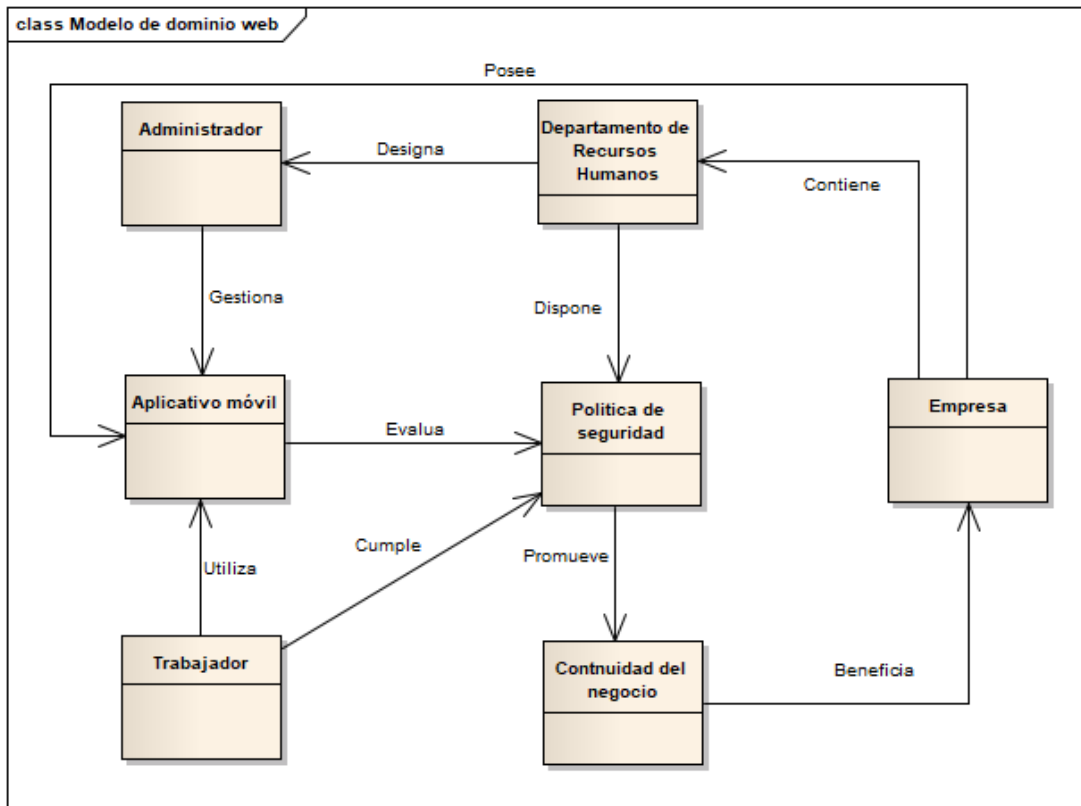 class Modelo de dominio web
Posee
Administrador
Departamento de
Recursos
Humanos
Designa
Contiene
Gestiona
Dispone
Aplicativo móvil
Evalua
Politica de
seguridad
Empresa
Cumple
Utiliza
Promueve
Trabajador
Contnuidad del
negocio
Beneficia